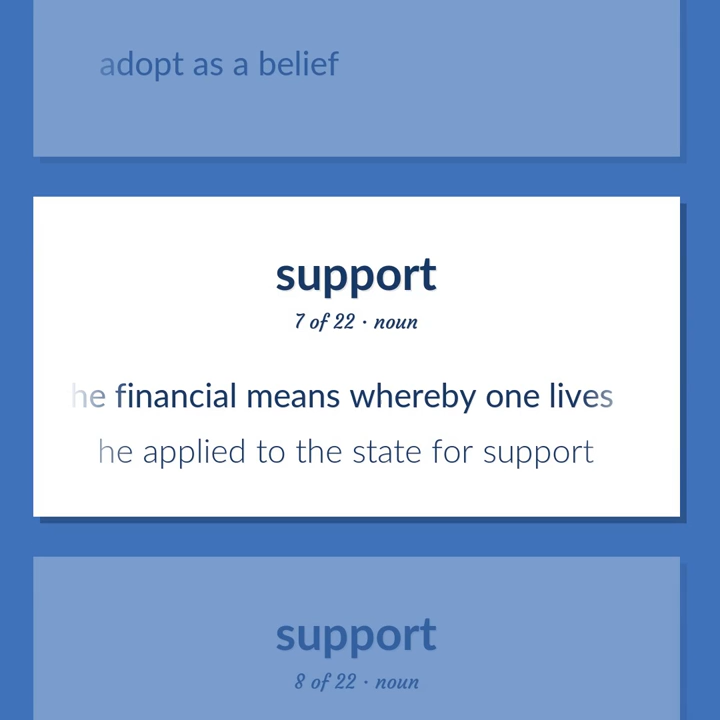 adopt as a belief
support
7 of 22 · noun
he financial means whereby one lives
he applied to the state for support
support
8 of 22 · noun